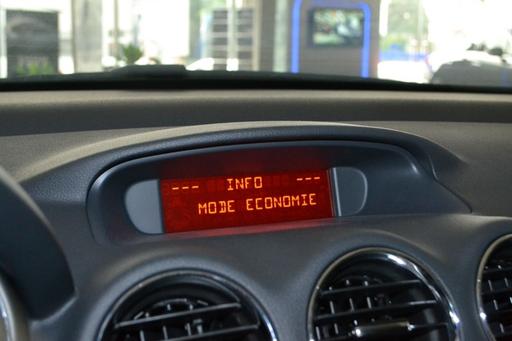 --- INFO ---
MODE ECONOMIE